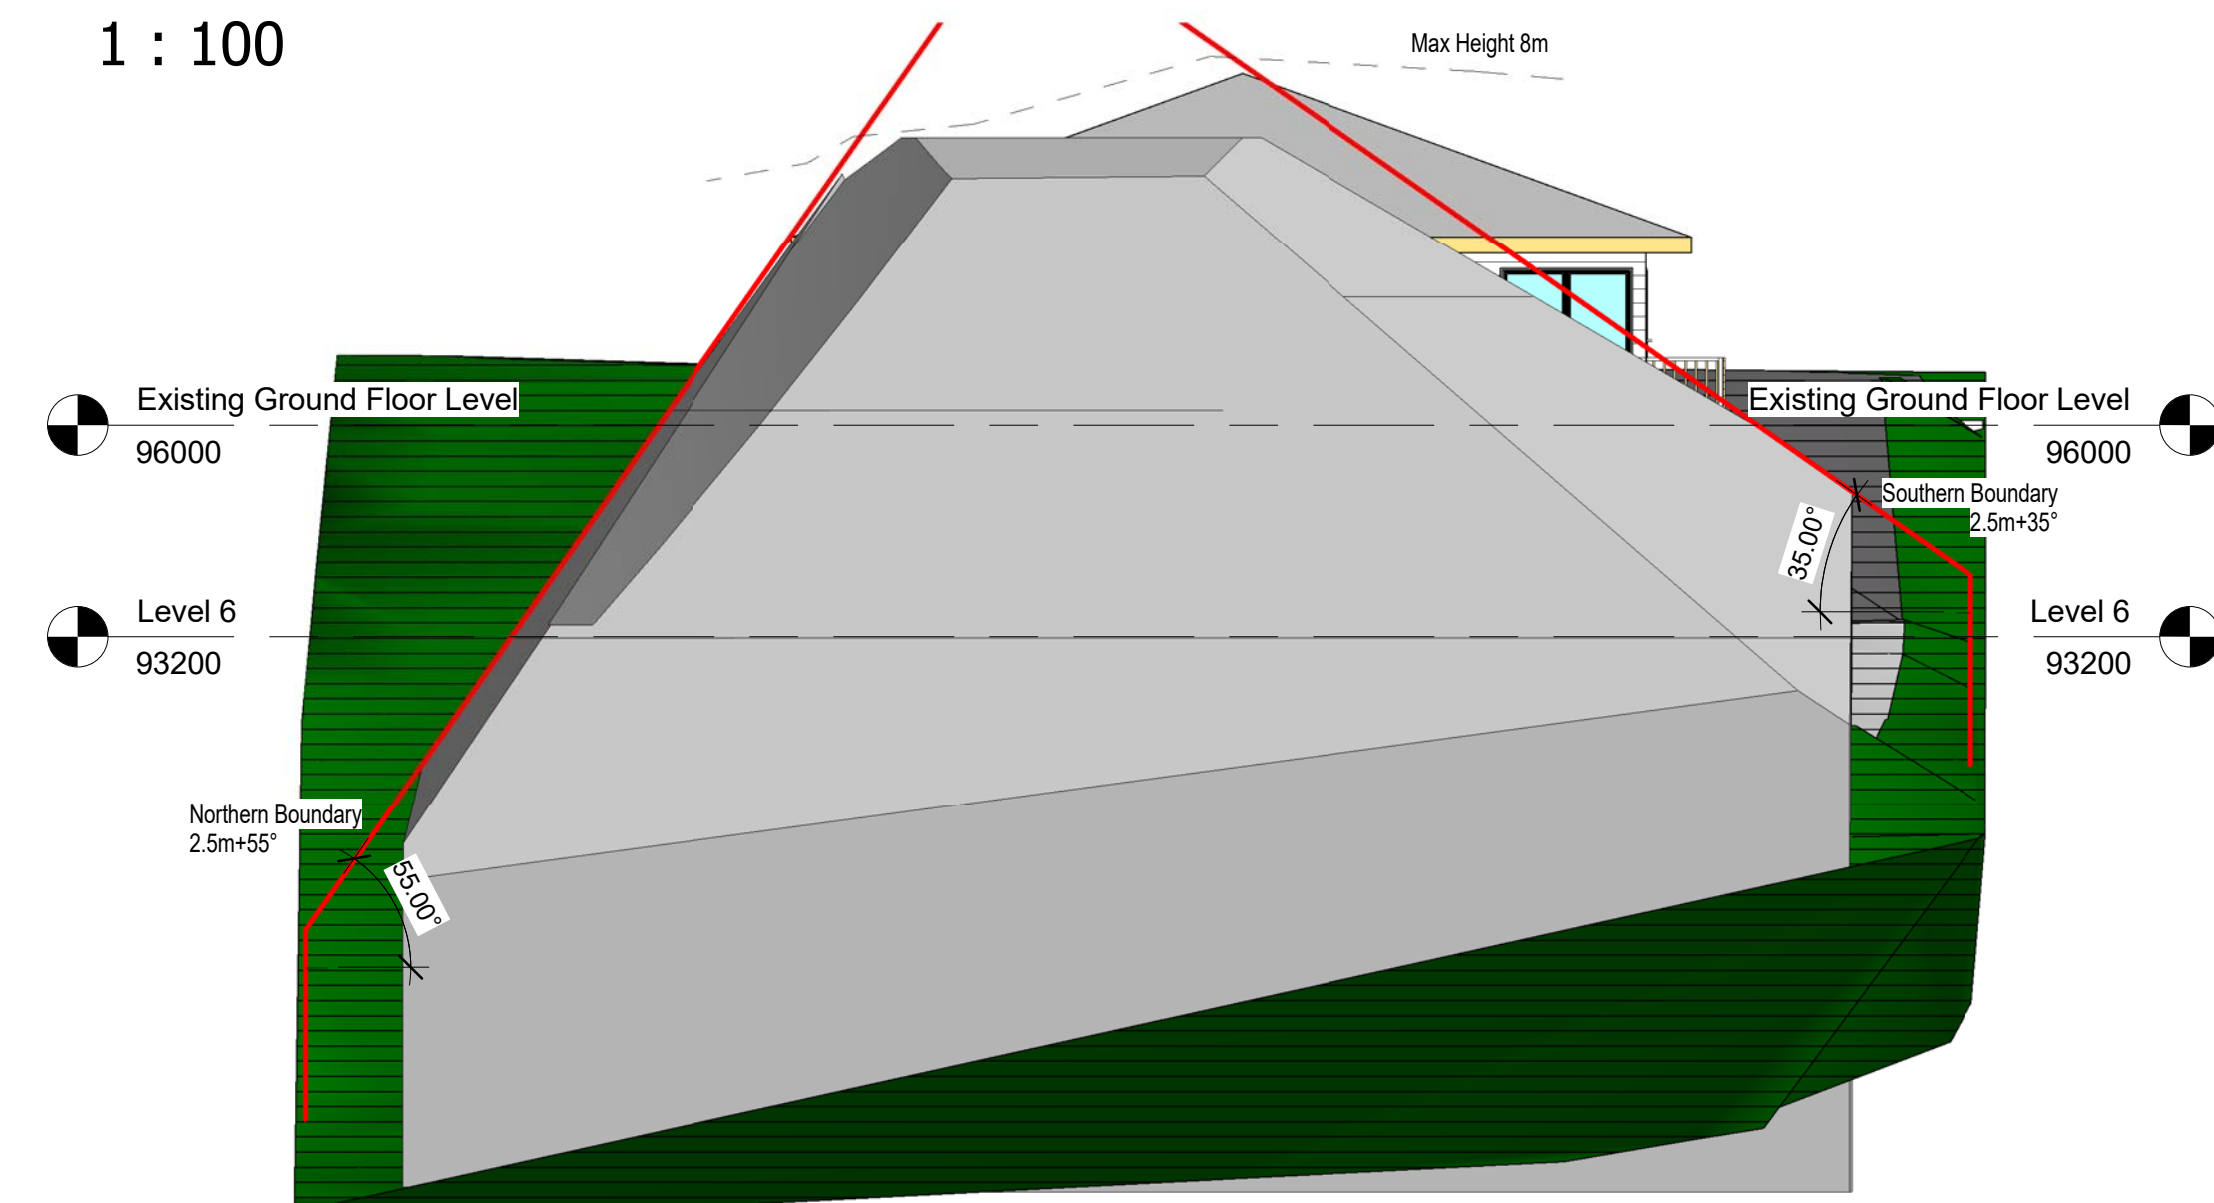 1 : 100
Max Height 8m
Existing Ground Floor Level
96000
Existing Ground Floor Level
96000
Southern Boundary
2.5m+35°
35.00°
Level 6
93200
Level 6
93200
Northern Boundary
2.5m+55°
55.00°